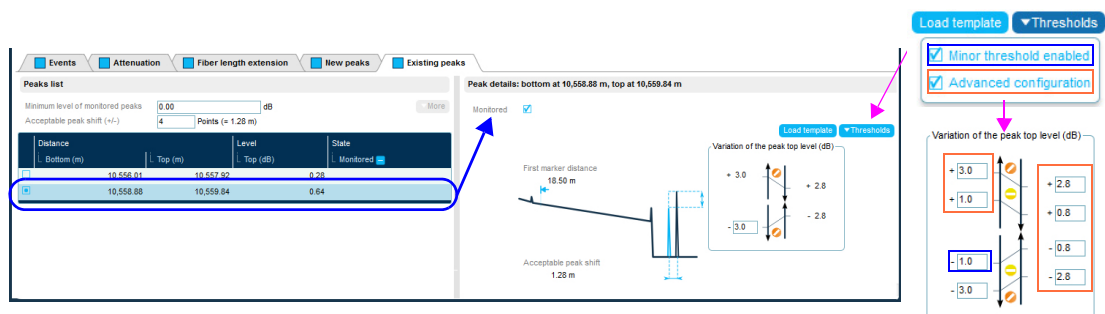 Load template ▼Thresholds
Minor threshold enabled
Advanced configuration
Events Attenuation Fiber length extension New peaks Existing peaks
Peaks list
Minimum level of monitored peaks 0.00 dB ▼More
Acceptable peak shift (+/-) 4 Points (= 1.28 m)
Distance Level State
Bottom (m) Top (m) Top (dB) Monitored
10,556.01 10,557.92 0.28
10,558.88 10,559.84 0.64
Peak details: bottom at 10,558.88 m, top at 10,559.84 m
Monitored
Load template ▼Thresholds
Variation of the peak top level (dB)
First marker distance
18.50 m
+ 3.0
+ 2.8
- 2.8
- 3.0
Acceptable peak shift
1.28 m
Variation of the peak top level (dB)
+ 3.0
+ 2.8
+ 1.0
+ 0.8
- 0.8
- 1.0
- 2.8
- 3.0